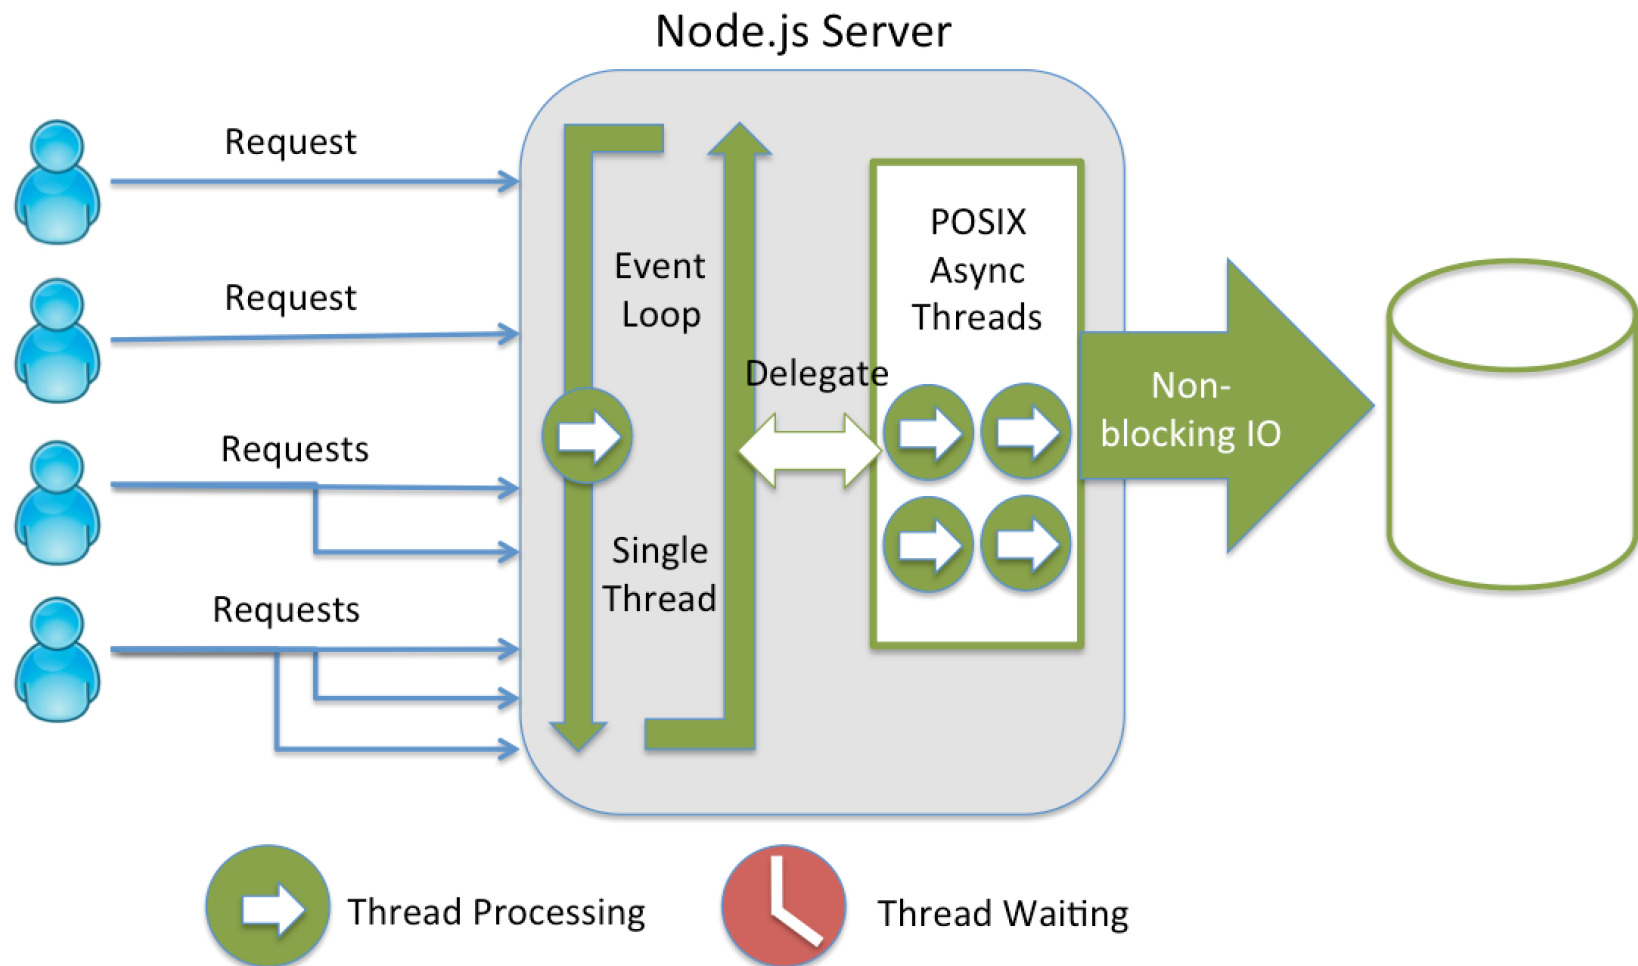 Node.js Server
Request
Request
Requests
Requests
Event
Loop
Single
Thread
Delegate
POSIX
Async
Threads
Non-
blocking IO
Thread Processing
Thread Waiting